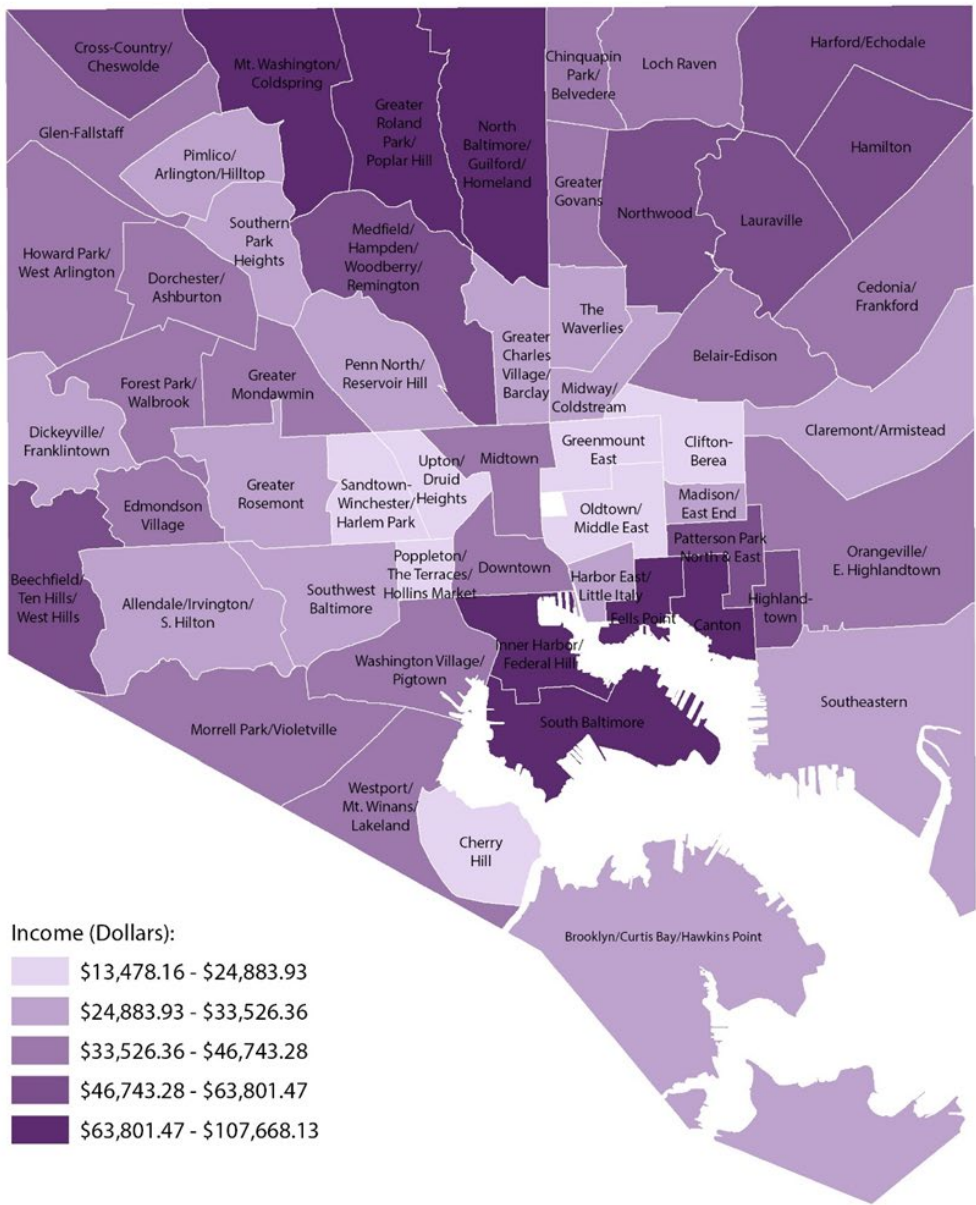 Cross-Country/
Cheswolde
Mt. Washington/
Coldspring
Greater
Roland
Park/
Poplar Hill
North
Baltimore/
Guilford/
Homeland
Chinquapin
Park/
Belvedere
Loch Raven
Harford/Echodale
Glen-Fallstaff
Pimlico/
Arlington/Hilltop
Hamilton
Southern
Park
Heights
Medfield/
Hampden/
Woodberry/
Remington
Greater
Govans
Northwood
Lauraville
Howard Park/
West Arlington
Dorchester/
Ashburton
Cedonia/
Frankford
The
Waverlies
Greater
Charles
Village/
Barclay
Belair-Edison
Penn North/
Reservoir Hill
Forest Park/
Walbrook
Greater
Mondawmin
Midway/
Coldstream
Dickeyville/
Franklintown
Claremont/Armistead
Greenmount
East
Clifton-
Berea
Midtown
Upton/
Druid
Heights
Sandtown-
Winchester/
Harlem Park
Greater
Rosemont
Edmondson
Village
Madison/
East End
Oldtown/
Middle East
Patterson Park
North & East
Orangeville/
E. Highlandtown
Beechfield/
Ten Hills/
West Hills
Allendale/Irvington/
S. Hilton
Southwest
Baltimore
Poppleton/
The Terraces/
Hollins Market
Downtown
Harbor East/
Little Italy
Fells Point
Canton
Highland-
town
Inner Harbor/
Federal Hill
Washington Village/
Pigtown
Southeastern
Morrell Park/Violetville
South Baltimore
Westport/
Mt. Winans/
Lakeland
Cherry
Hill
Brooklyn/Curtis Bay/Hawkins Point
Income (Dollars):
$13,478.16 - $24,883.93
$24,883.93 - $33,526.36
$33,526.36 - $46,743.28
$46,743.28 - $63,801.47
$63,801.47 - $107,668.13